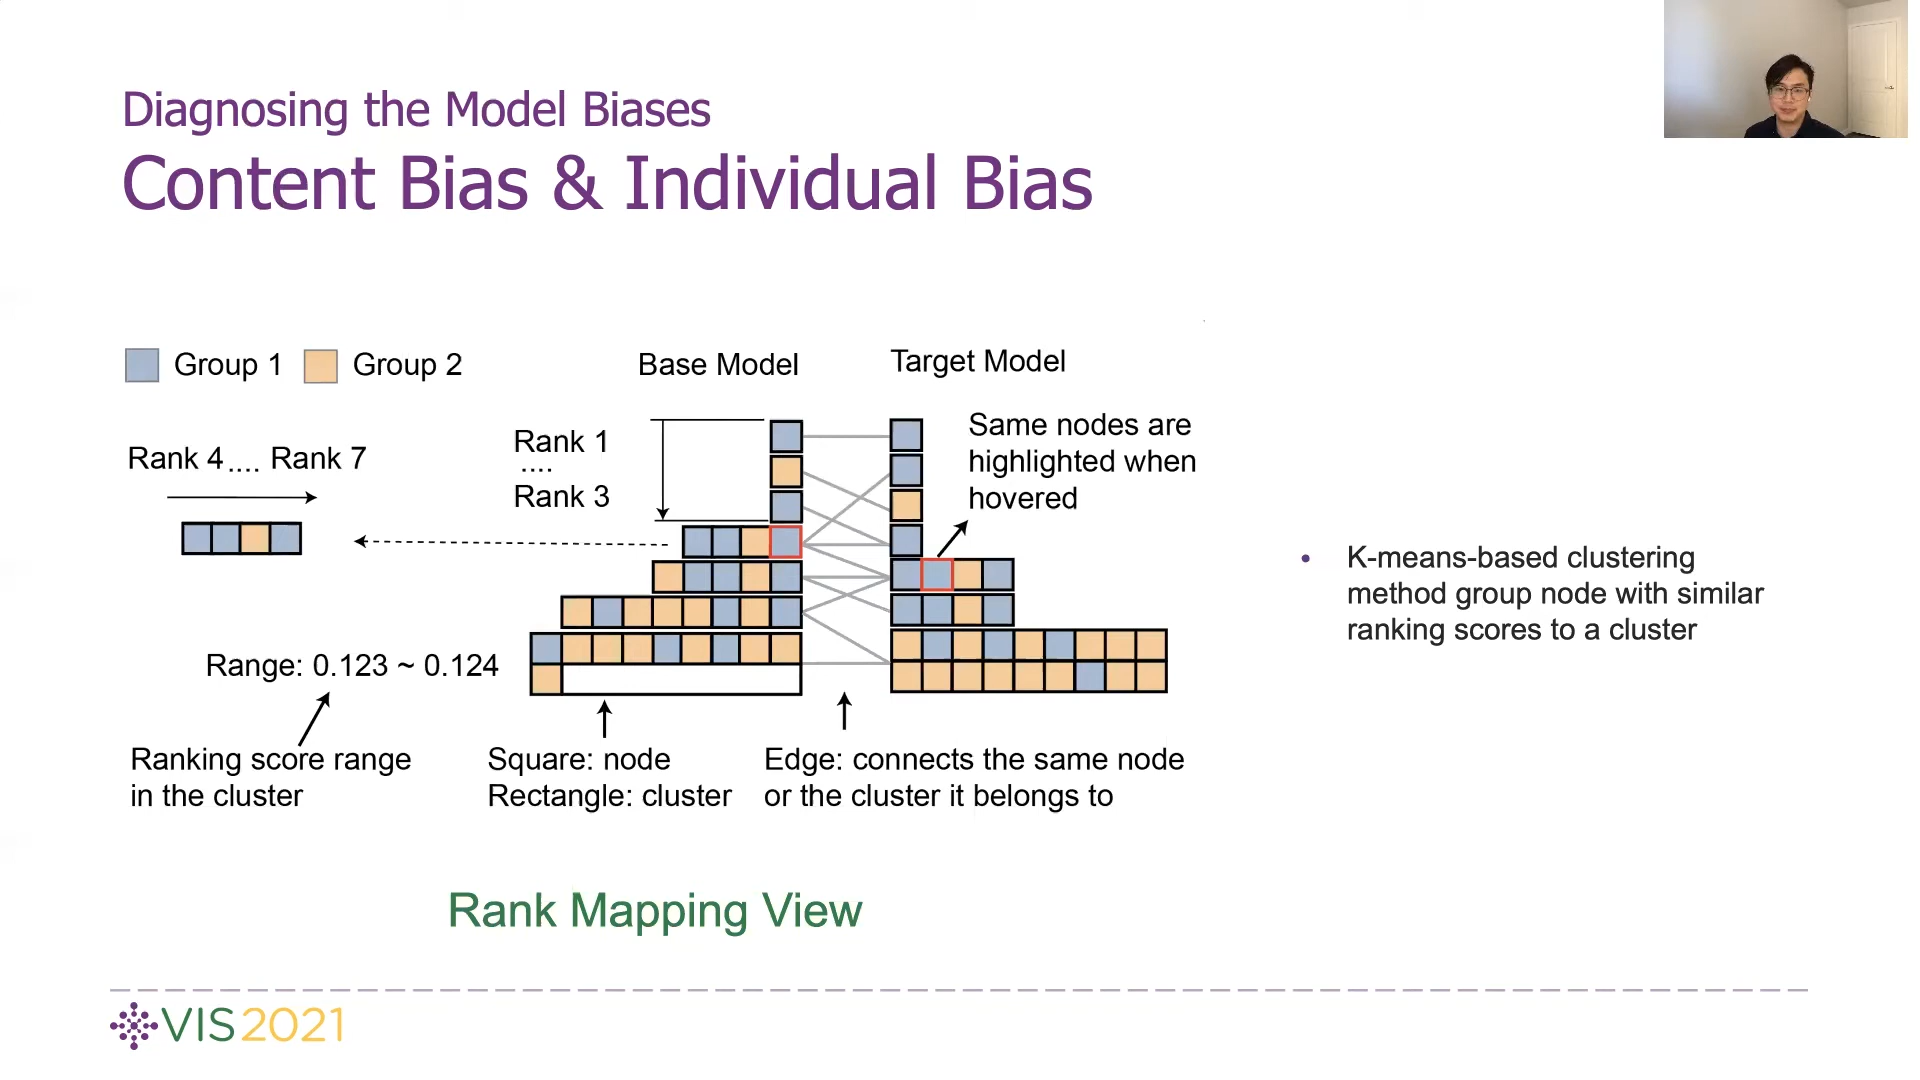 Diagnosing the Model Biases
Content Bias & Individual Bias
Group 1
Group 2
Base Model
Target Model
Rank 4 .... Rank 7
Rank 1
....
Rank 3
Same nodes are
highlighted when
hovered
Range: 0.123 ~ 0.124
Ranking score range
in the cluster
Square: node
Rectangle: cluster
Edge: connects the same node
or the cluster it belongs to
• K-means-based clustering
method group node with similar
ranking scores to a cluster
Rank Mapping View
VIS2021